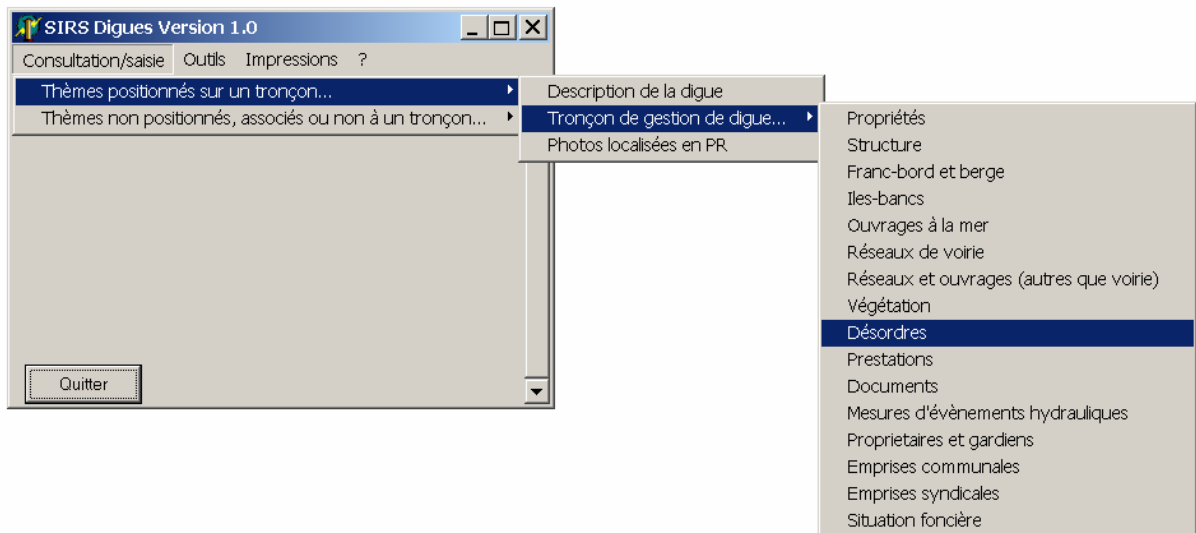 SIRS Digues Version 1.0
Consultation/saisie Outils Impressions ?
Thèmes positionnés sur un tronçon...
Thèmes non positionnés, associés ou non à un tronçon...
Description de la digue
Tronçon de gestion de digue...
Photos localisées en PR
Propriétés
Structure
Franc-bord et berge
Iles-bancs
Ouvrages à la mer
Réseaux de voirie
Réseaux et ouvrages (autres que voirie)
Végétation
Désordres
Prestations
Documents
Mesures d'évènements hydrauliques
Proprietaires et gardiens
Emprises communales
Emprises syndicales
Situation foncière
Quitter